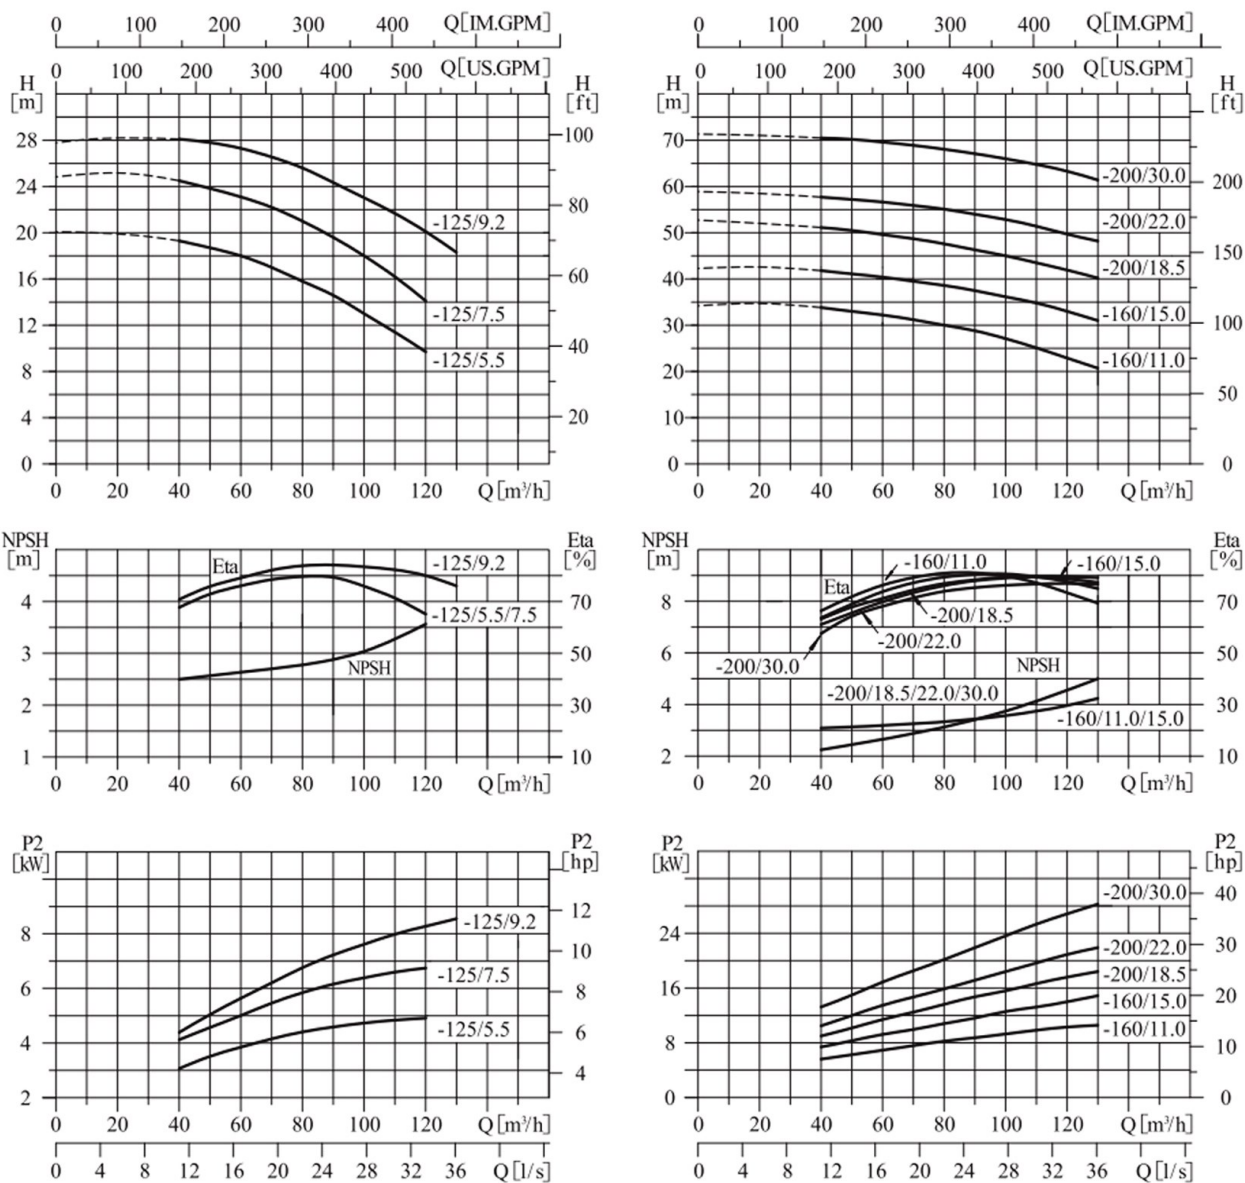 0 100 200 300 400 Q[IM.GPM]
0 100 200 300 400 500 Q[US.GPM]
H
[m]
H
[ft]
28
24
20
16
12
8
4
0
100
80
60
40
20
-125/9.2
-125/7.5
-125/5.5
0 20 40 60 80 100 120 Q[m³/h]
0 100 200 300 400 Q[IM.GPM]
0 100 200 300 400 500 Q[US.GPM]
H
[m]
H
[ft]
70
60
50
40
30
20
10
0
200
150
100
50
0
-200/30.0
-200/22.0
-200/18.5
-160/15.0
-160/11.0
0 20 40 60 80 100 120 Q[m³/h]
NPSH
[m]
Eta
[%]
4
3
2
1
70
50
30
10
Eta
-125/9.2
-125/5.5/7.5
NPSH
0 20 40 60 80 100 120 Q[m³/h]
NPSH
[m]
Eta
[%]
8
6
4
2
70
50
30
10
-160/11.0
-160/15.0
Eta
-200/18.5
-200/22.0
-200/30.0
NPSH
-200/18.5/22.0/30.0
-160/11.0/15.0
0 20 40 60 80 100 120 Q[m³/h]
P2
[kW]
P2
[hp]
8
6
4
2
12
10
8
6
4
-125/9.2
-125/7.5
-125/5.5
0 20 40 60 80 100 120 Q[m³/h]
0 4 8 12 16 20 24 28 32 36 Q[l/s]
P2
[kW]
P2
[hp]
24
16
8
0
40
30
20
10
0
-200/30.0
-200/22.0
-200/18.5
-160/15.0
-160/11.0
0 20 40 60 80 100 120 Q[m³/h]
0 4 8 12 16 20 24 28 32 36 Q[l/s]